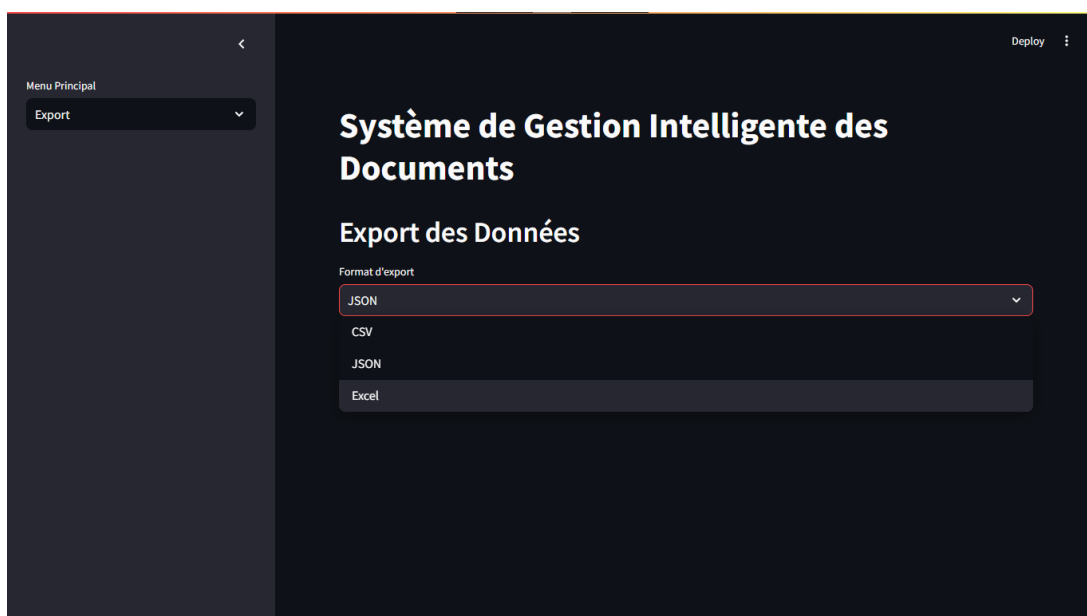 Deploy
Menu Principal
Export
Système de Gestion Intelligente des
Documents
Export des Données
Format d'export
JSON
CSV
JSON
Excel